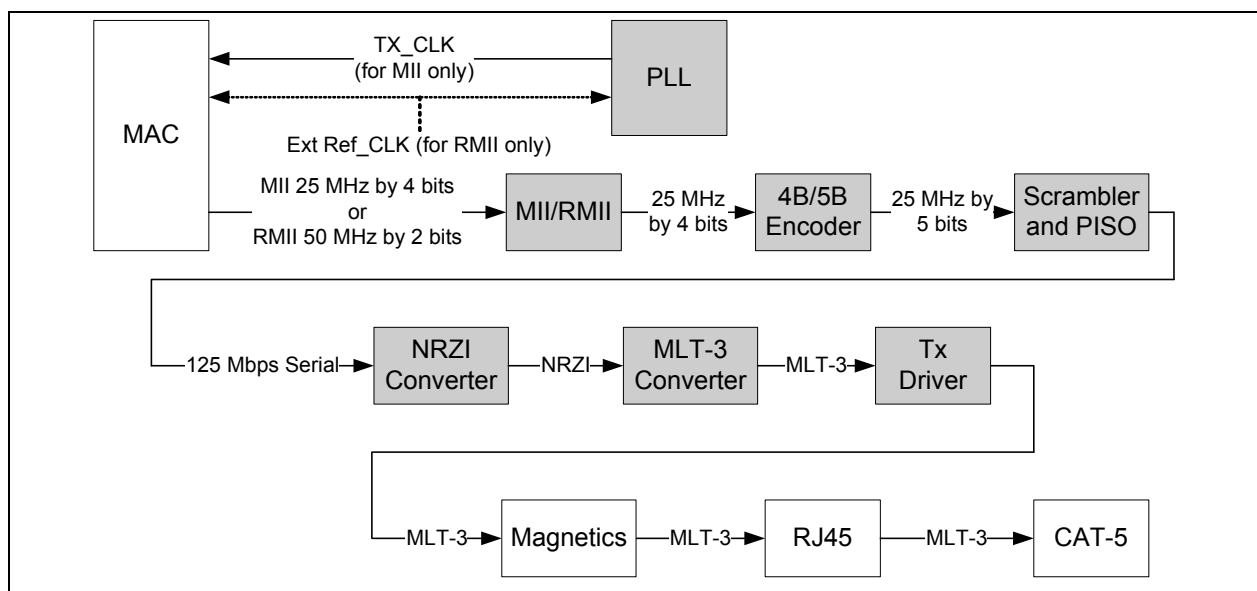 TX_CLK
(for MII only)
PLL
MAC
Ext Ref_CLK (for RMII only)
MII 25 MHz by 4 bits
or
RMII 50 MHz by 2 bits
MII/RMII
25 MHz
by 4 bits
4B/5B
Encoder
25 MHz by
5 bits
Scrambler
and PISO
125 Mbps Serial
NRZI
Converter
NRZI
MLT-3
Converter
MLT-3
Tx
Driver
MLT-3
Magnetics
MLT-3
RJ45
MLT-3
CAT-5